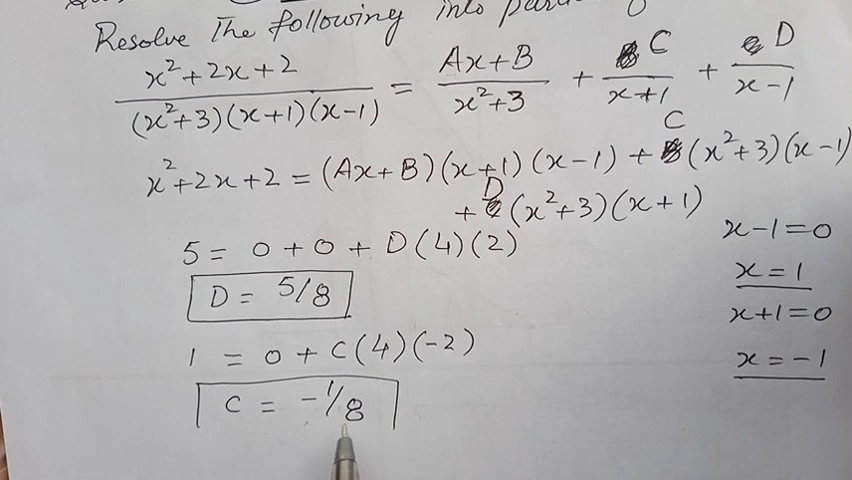 Resolve The following into
x²+2x+2 / (x²+3)(x+1)(x-1) = Ax+B / x²+3 + C / x+1 + D / x-1
x²+2x+2 = (Ax+B)(x+1)(x-1) + C(x²+3)(x-1)
+ D(x²+3)(x+1)
5 = 0 + 0 + D(4)(2)
D = 5/8
1 = 0 + C(4)(-2)
C = -1/8
x-1=0
x=1
x+1=0
x=-1